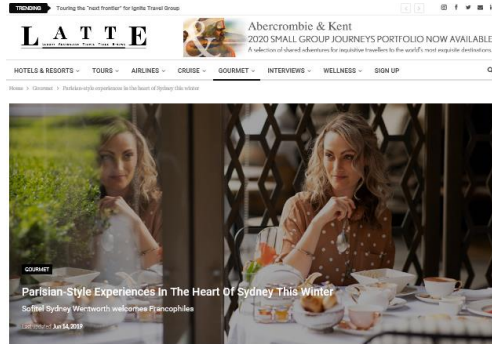 TRENDING Touring the "next frontier" for Ignite Travel Group
LATTE
Abercrombie & Kent
2020 SMALL GROUP JOURNEYS PORTFOLIO NOW AVAILABLE
A selection of shared adventures for inquisitive travellers to the world's most exquisite destinations
HOTELS & RESORTS TOURS AIRLINES CRUISE GOURMET INTERVIEWS WELLNESS SIGN UP
Home > Gourmet > Parisian-style experiences in the heart of Sydney this winter
GOURMET
Parisian-Style Experiences In The Heart Of Sydney This Winter
Sofitel Sydney Wentworth welcomes Francophiles
Last updated Jun 14, 2019